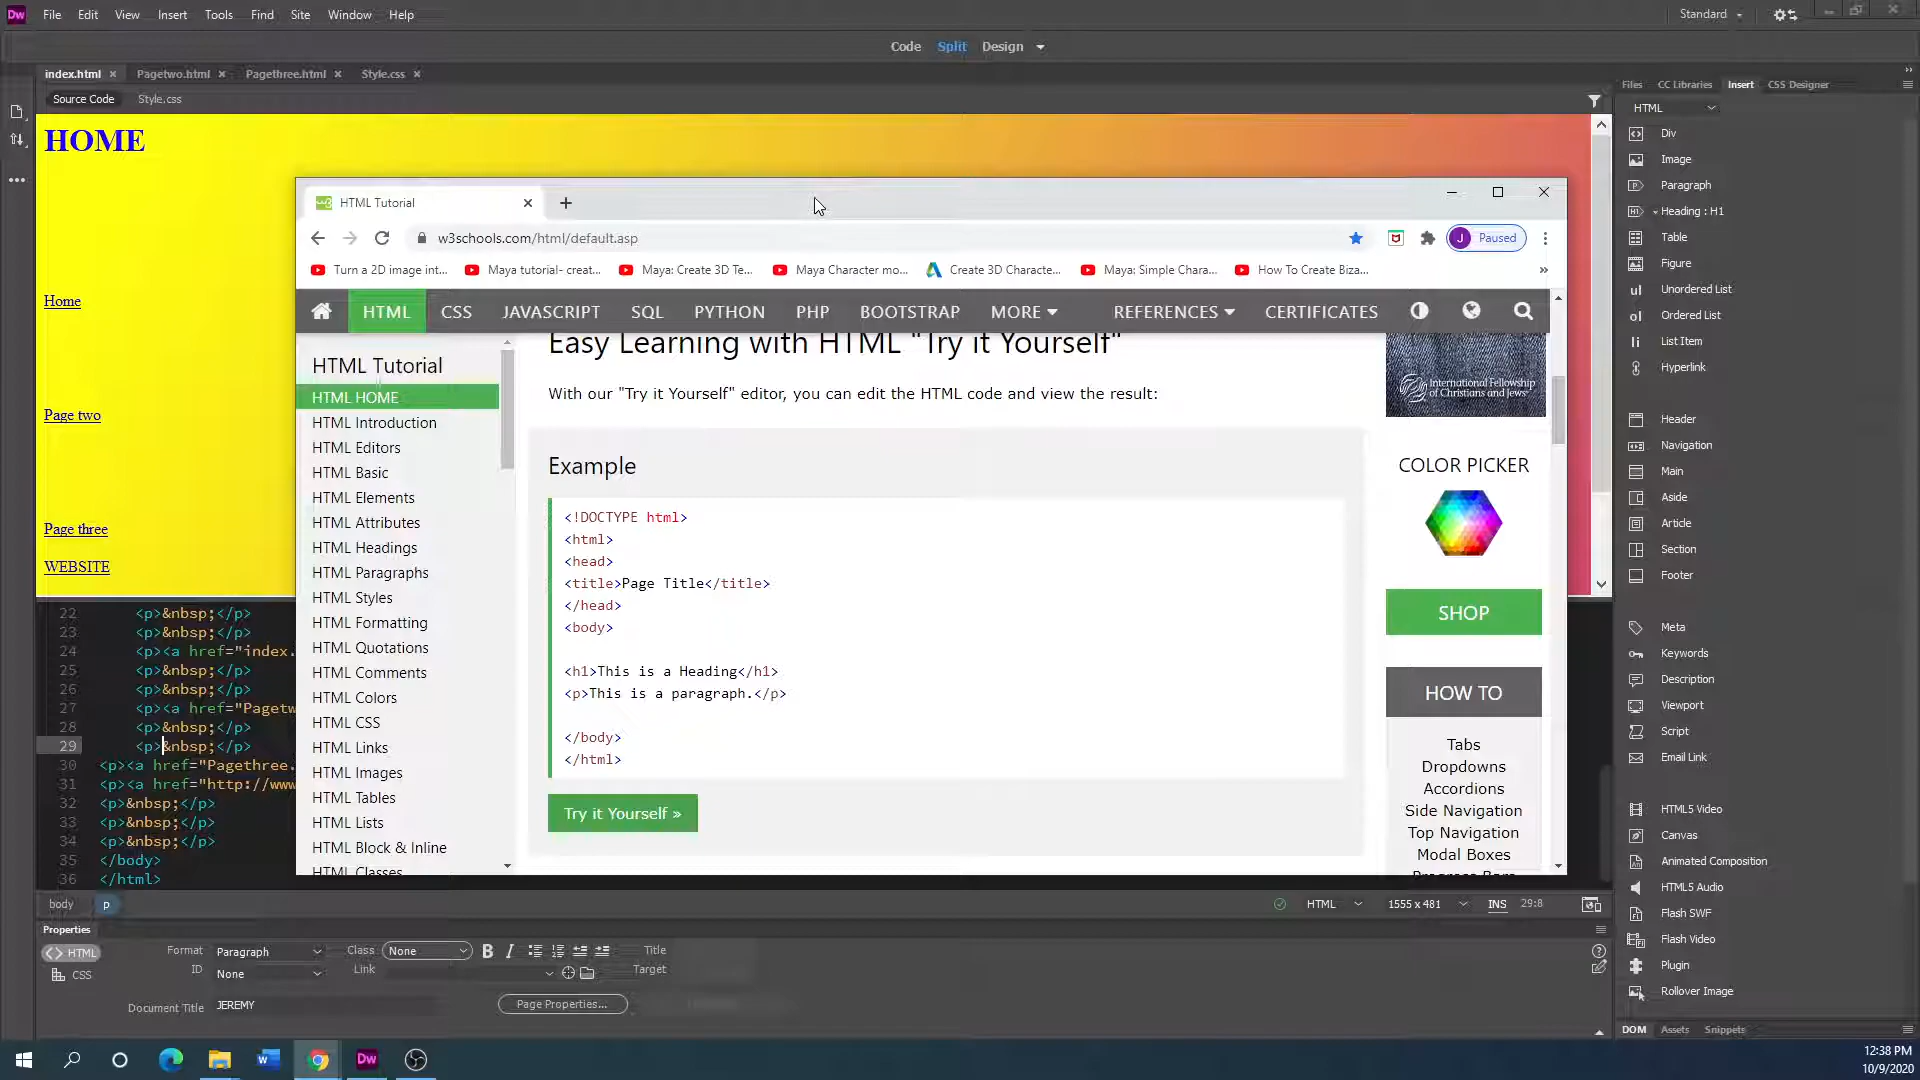 Dw File Edit View Insert Tools Find Site Window Help Standard
Code Split Design
index.html Pagetwo.html Pagethree.html Style.css
Source Code Style.css
HOME
Home
Page two
Page three
WEBSITE
HTML Tutorial
w3schools.com/html/default.asp
J Paused
Turn a 2D image int... Maya tutorial- creat... Maya: Create 3D Te... Maya Character mo... Create 3D Characte... Maya: Simple Chara... How To Create Biza... »
HTML CSS JAVASCRIPT SQL PYTHON PHP BOOTSTRAP MORE REFERENCES CERTIFICATES
HTML Tutorial
HTML HOME
HTML Introduction
HTML Editors
HTML Basic
HTML Elements
HTML Attributes
HTML Headings
HTML Paragraphs
HTML Styles
HTML Formatting
HTML Quotations
HTML Comments
HTML Colors
HTML CSS
HTML Links
HTML Images
HTML Tables
HTML Lists
HTML Block & Inline
HTML Classes
Easy Learning with HTML "Try it Yourself"
With our "Try it Yourself" editor, you can edit the HTML code and view the result:
Example
<!DOCTYPE html>
<html>
<head>
<title>Page Title</title>
</head>
<body>
<h1>This is a Heading</h1>
<p>This is a paragraph.</p>
</body>
</html>
Try it Yourself »
International Fellowship
of Christians and Jews
COLOR PICKER
SHOP
HOW TO
Tabs
Dropdowns
Accordions
Side Navigation
Top Navigation
Modal Boxes
Progress Bars
22 <p>&nbsp;</p>
23 <p>&nbsp;</p>
24 <p><a href="index.
25 <p>&nbsp;</p>
26 <p>&nbsp;</p>
27 <p><a href="Pagetw
28 <p>&nbsp;</p>
29 <p>&nbsp;</p>
30 <p><a href="Pagethree.
31 <p><a href="http://www
32 <p>&nbsp;</p>
33 <p>&nbsp;</p>
34 <p>&nbsp;</p>
35 </body>
36 </html>
body p HTML 1555 x 481 INS 29:8
Properties
HTML Format Paragraph Class None B I Title
CSS ID None Link Target
Document Title JEREMY Page Properties...
Files CC Libraries Insert CSS Designer
HTML
Div
Image
Paragraph
Heading : H1
Table
Figure
ul Unordered List
ol Ordered List
li List Item
Hyperlink
Header
Navigation
Main
Aside
Article
Section
Footer
Meta
Keywords
Description
Viewport
Script
Email Link
HTML5 Video
Canvas
Animated Composition
HTML5 Audio
Flash SWF
Flash Video
Plugin
Rollover Image
DOM Assets Snippets
Dw
12:38 PM
10/9/2020